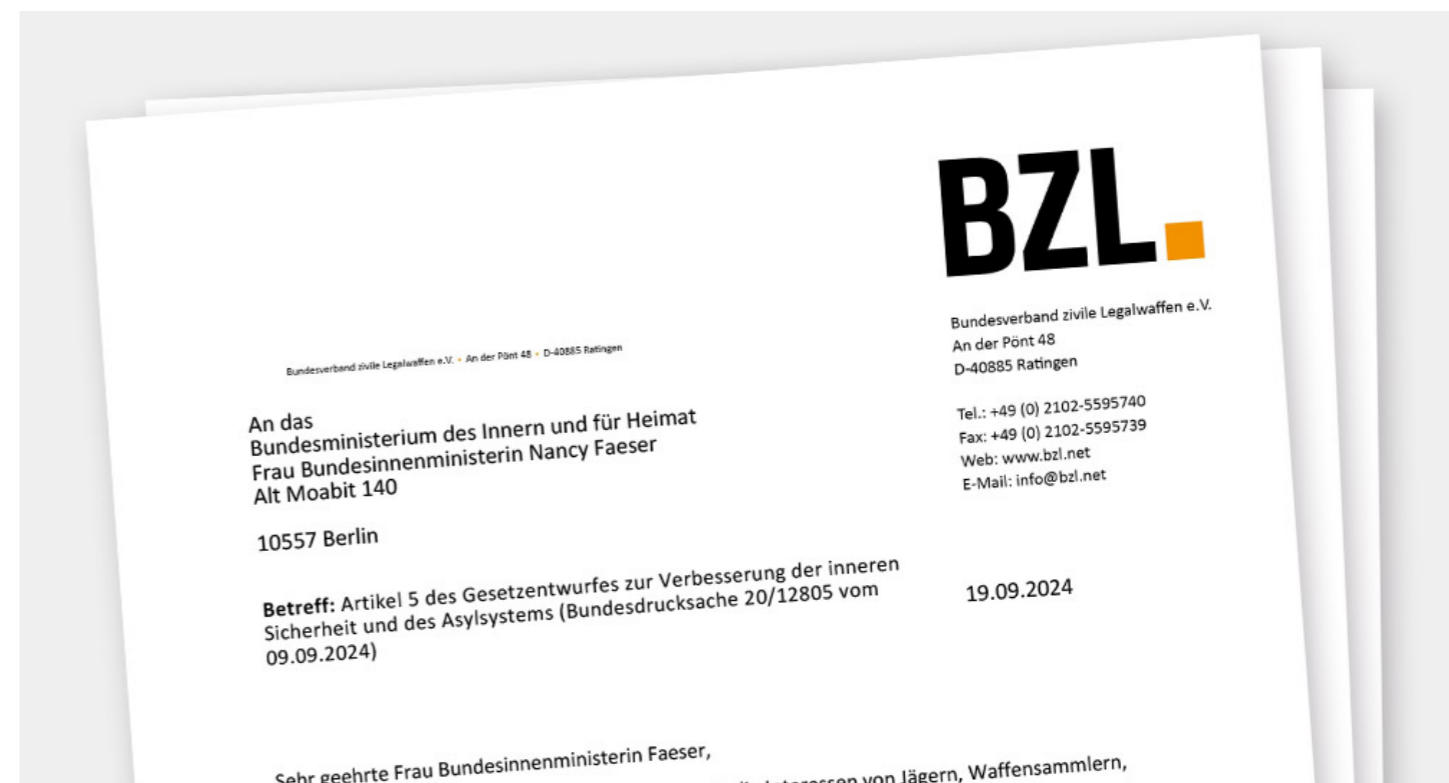 BZL.
Bundesverband zivile Legalwaffen e.V.
An der Pönt 48
D-40885 Ratingen
Tel.: +49 (0) 2102-5595740
Fax: +49 (0) 2102-5595739
Web: www.bzl.net
E-Mail: info@bzl.net
Bundesverband zivile Legalwaffen e.V. • An der Pönt 48 • D-40885 Ratingen
An das
Bundesministerium des Innern und für Heimat
Frau Bundesinnenministerin Nancy Faeser
Alt Moabit 140
10557 Berlin
Betreff: Artikel 5 des Gesetzentwurfes zur Verbesserung der inneren
Sicherheit und des Asylsystems (Bundesdrucksache 20/12805 vom
09.09.2024)
19.09.2024
Sehr geehrte Frau Bundesinnenministerin Faeser,
Interessen von Jägern, Waffensammlern,